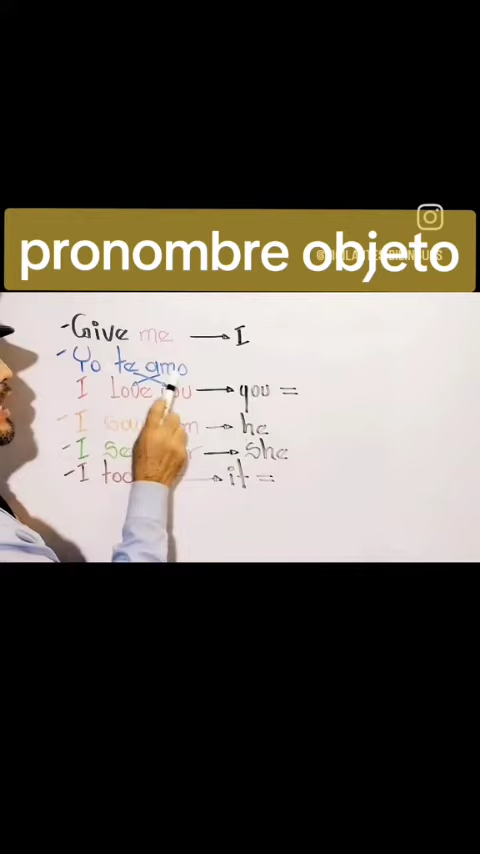 pronombre objeto
-Give me → I
-Yo te amo
I Love you → you =
-I → he
-I → she
-I → it =